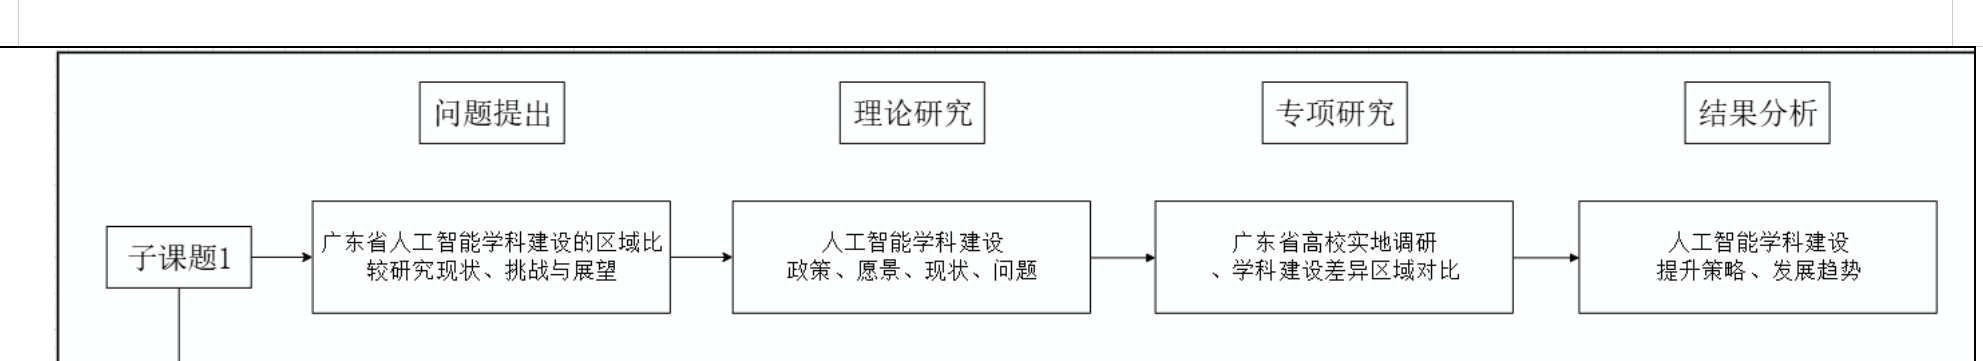 问题提出
理论研究
专项研究
结果分析
子课题1
广东省人工智能学科建设的区域比
较研究现状、挑战与展望
人工智能学科建设
政策、愿景、现状、问题
广东省高校实地调研
、学科建设差异区域对比
人工智能学科建设
提升策略、发展趋势